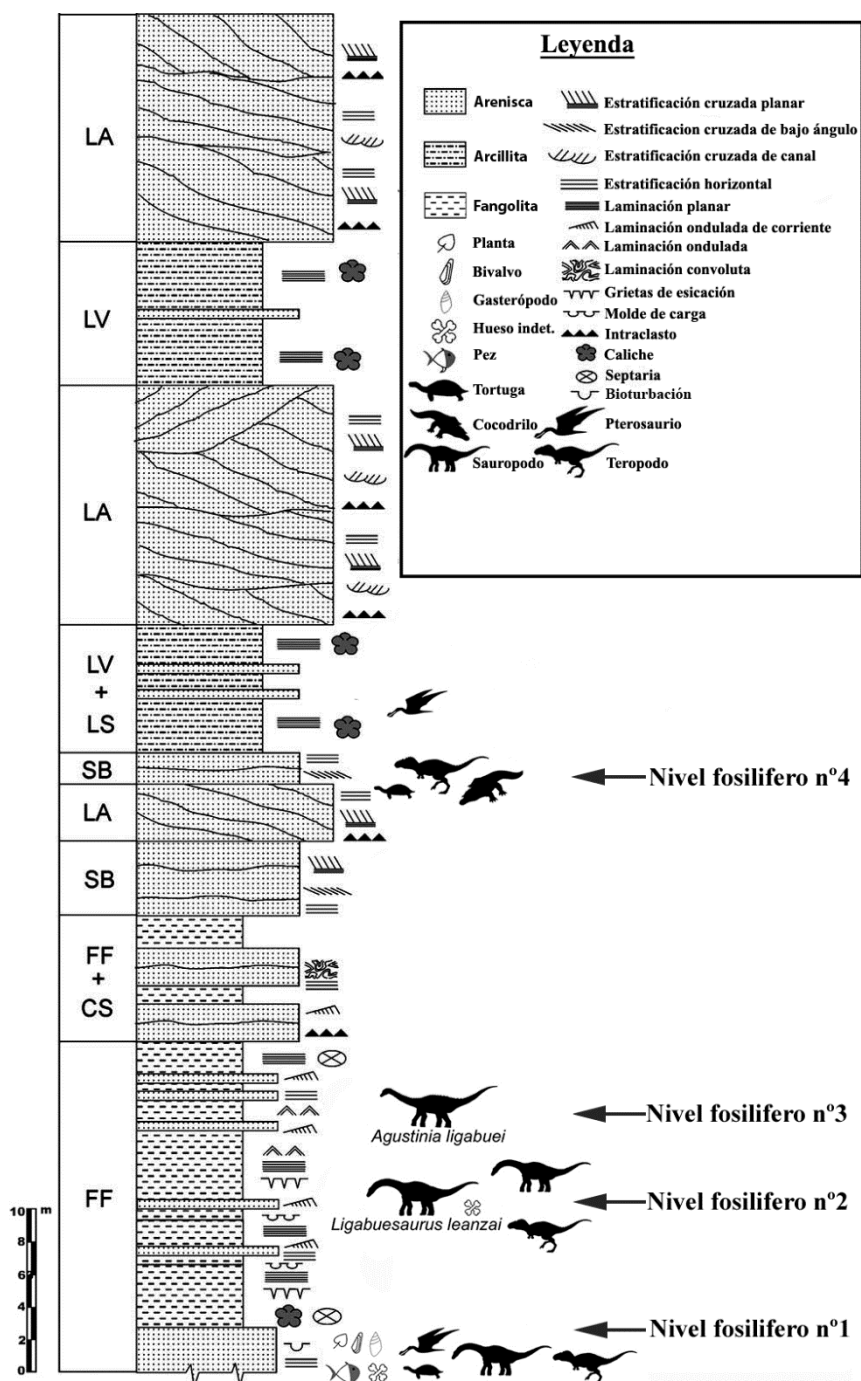 Leyenda
Arenisca
Arcillita
Fangolita
Planta
Bivalvo
Gasterópodo
Hueso indet.
Pez
Tortuga
Cocodrilo
Sauropodo
Estratificación cruzada planar
Estratificacion cruzada de bajo ángulo
Estratificación cruzada de canal
Estratificación horizontal
Laminación planar
Laminación ondulada de corriente
Laminación ondulada
Laminación convoluta
Grietas de esicación
Molde de carga
Intraclasto
Caliche
Septaria
Bioturbación
Pterosaurio
Teropodo
LA
LV
LA
LV
+
LS
SB
LA
SB
FF
+
CS
FF
Nivel fosilifero nº4
Nivel fosilifero nº3
Agustinia ligabuei
Nivel fosilifero nº2
Ligabuesaurus leanzai
Nivel fosilifero nº1
10 m
8
6
4
2
0